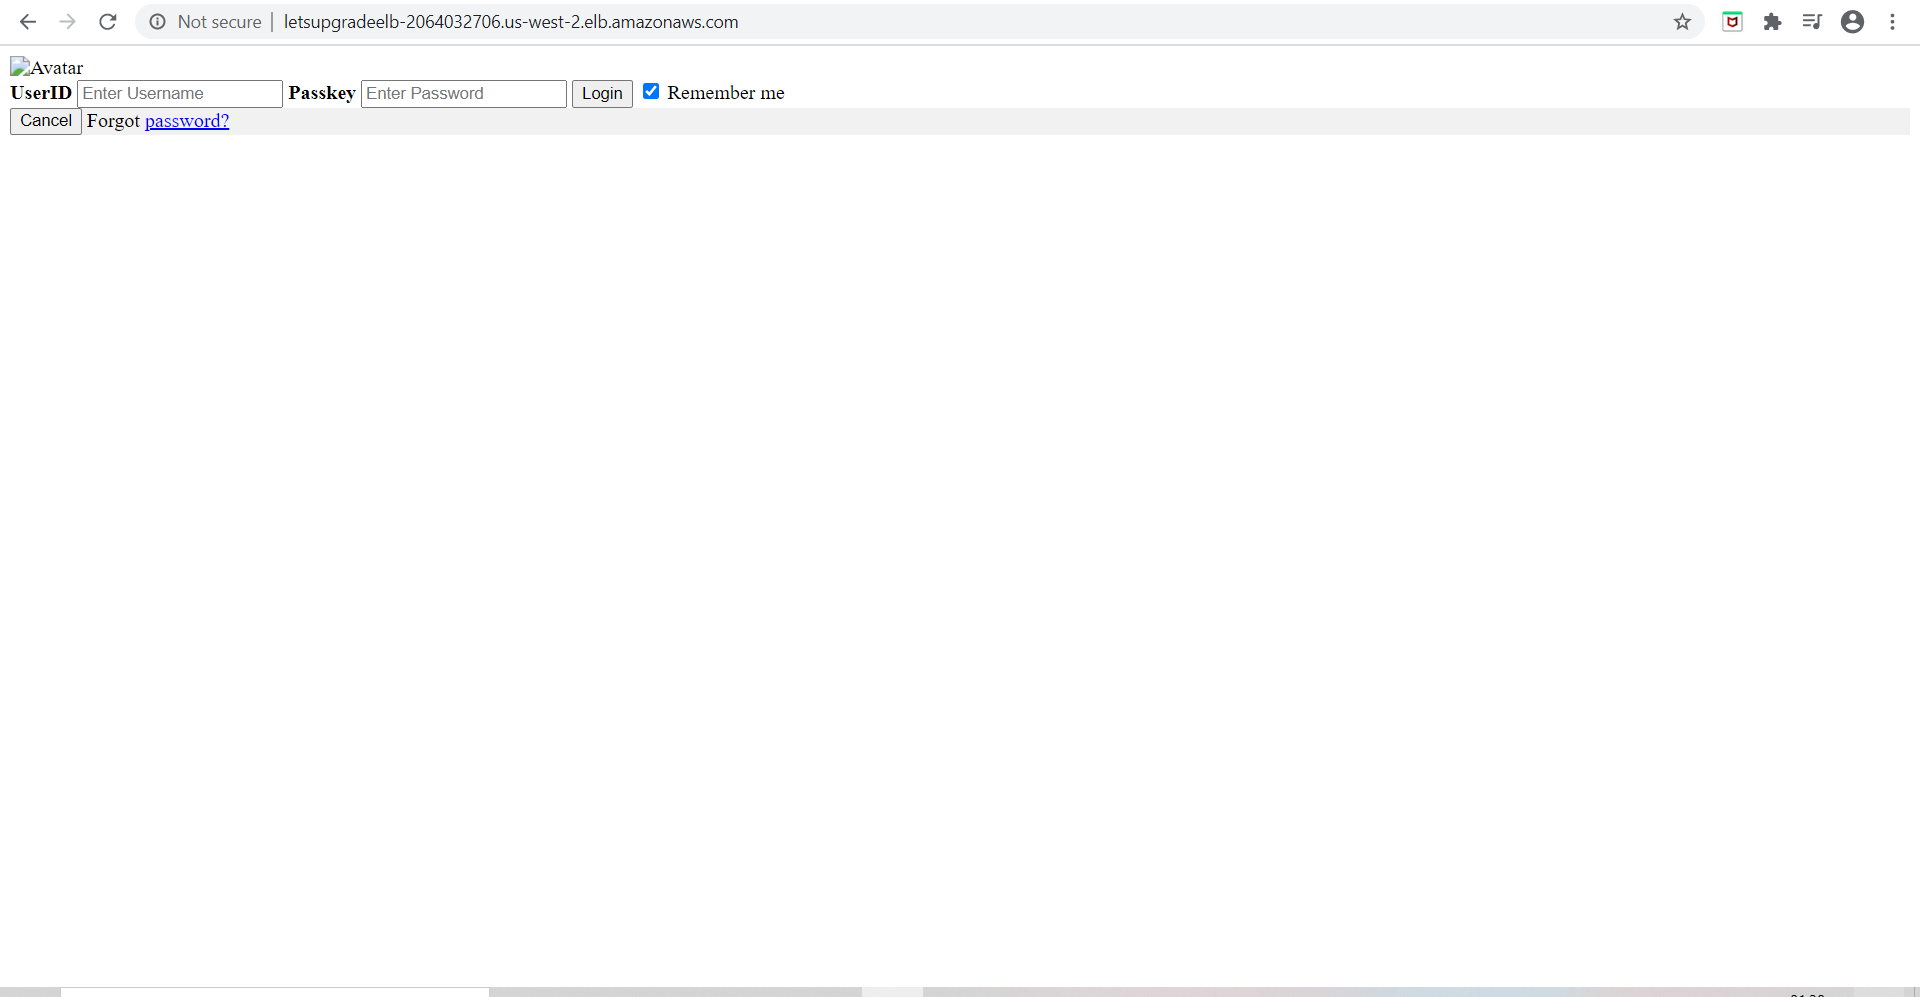 Not secure | letsupgradeelb-2064032706.us-west-2.elb.amazonaws.com
Avatar
UserID Enter Username Passkey Enter Password Login Remember me
Cancel Forgot password?